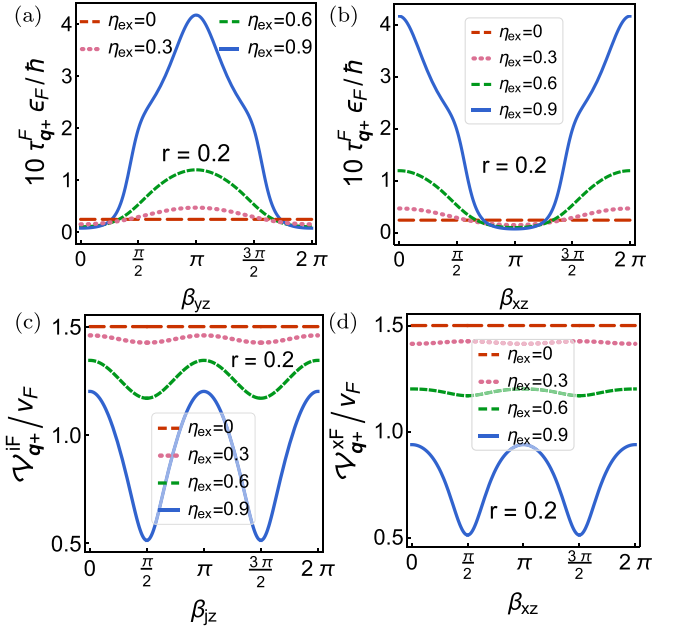 (a)
η_ex=0
η_ex=0.6
η_ex=0.3
η_ex=0.9
r = 0.2
10 τ^F_q+ ϵ_F / ħ
4
3
2
1
0
0
π/2
π
3π/2
2 π
β_yz
(b)
η_ex=0
η_ex=0.3
η_ex=0.6
η_ex=0.9
r = 0.2
10 τ^F_q+ ϵ_F / ħ
4
3
2
1
0
0
π/2
π
3π/2
2 π
β_xz
(c)
r = 0.2
η_ex=0
η_ex=0.3
η_ex=0.6
η_ex=0.9
𝒱^iF_q+ / v_F
1.5
1.0
0.5
0
π/2
π
3π/2
2 π
β_jz
(d)
η_ex=0
η_ex=0.3
η_ex=0.6
η_ex=0.9
r = 0.2
𝒱^xF_q+ / v_F
1.5
1.0
0.5
0
π/2
π
3π/2
2 π
β_xz